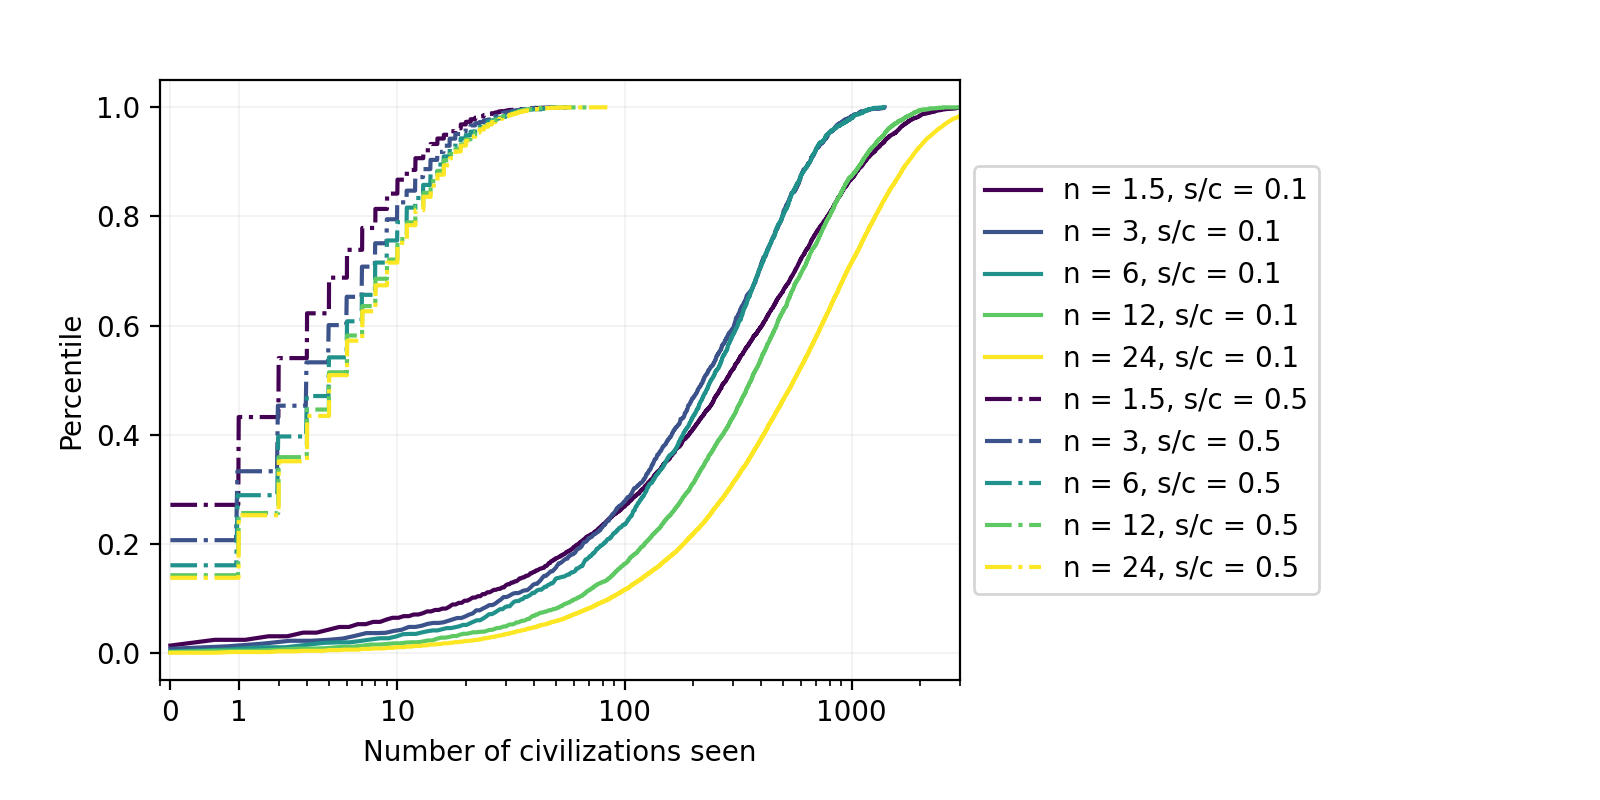 1.0
0.8
0.6
0.4
0.2
0.0
Percentile
0 1 10 100 1000
Number of civilizations seen
n = 1.5, s/c = 0.1
n = 3, s/c = 0.1
n = 6, s/c = 0.1
n = 12, s/c = 0.1
n = 24, s/c = 0.1
n = 1.5, s/c = 0.5
n = 3, s/c = 0.5
n = 6, s/c = 0.5
n = 12, s/c = 0.5
n = 24, s/c = 0.5